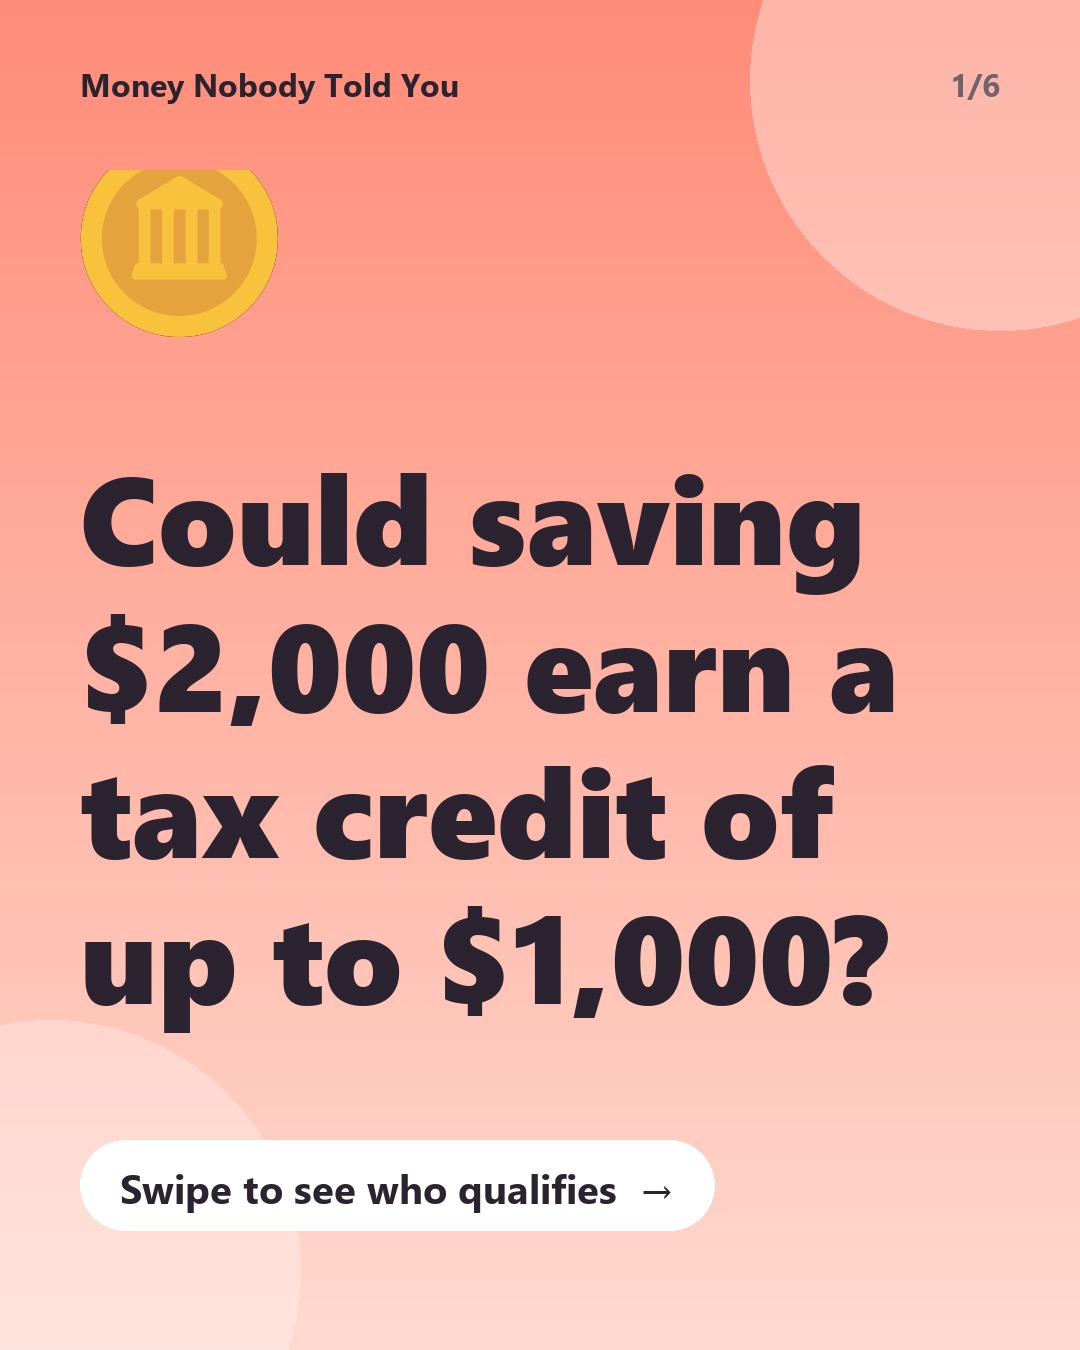 Money Nobody Told You
1/6
Could saving
$2,000 earn a
tax credit of
up to $1,000?
Swipe to see who qualifies →